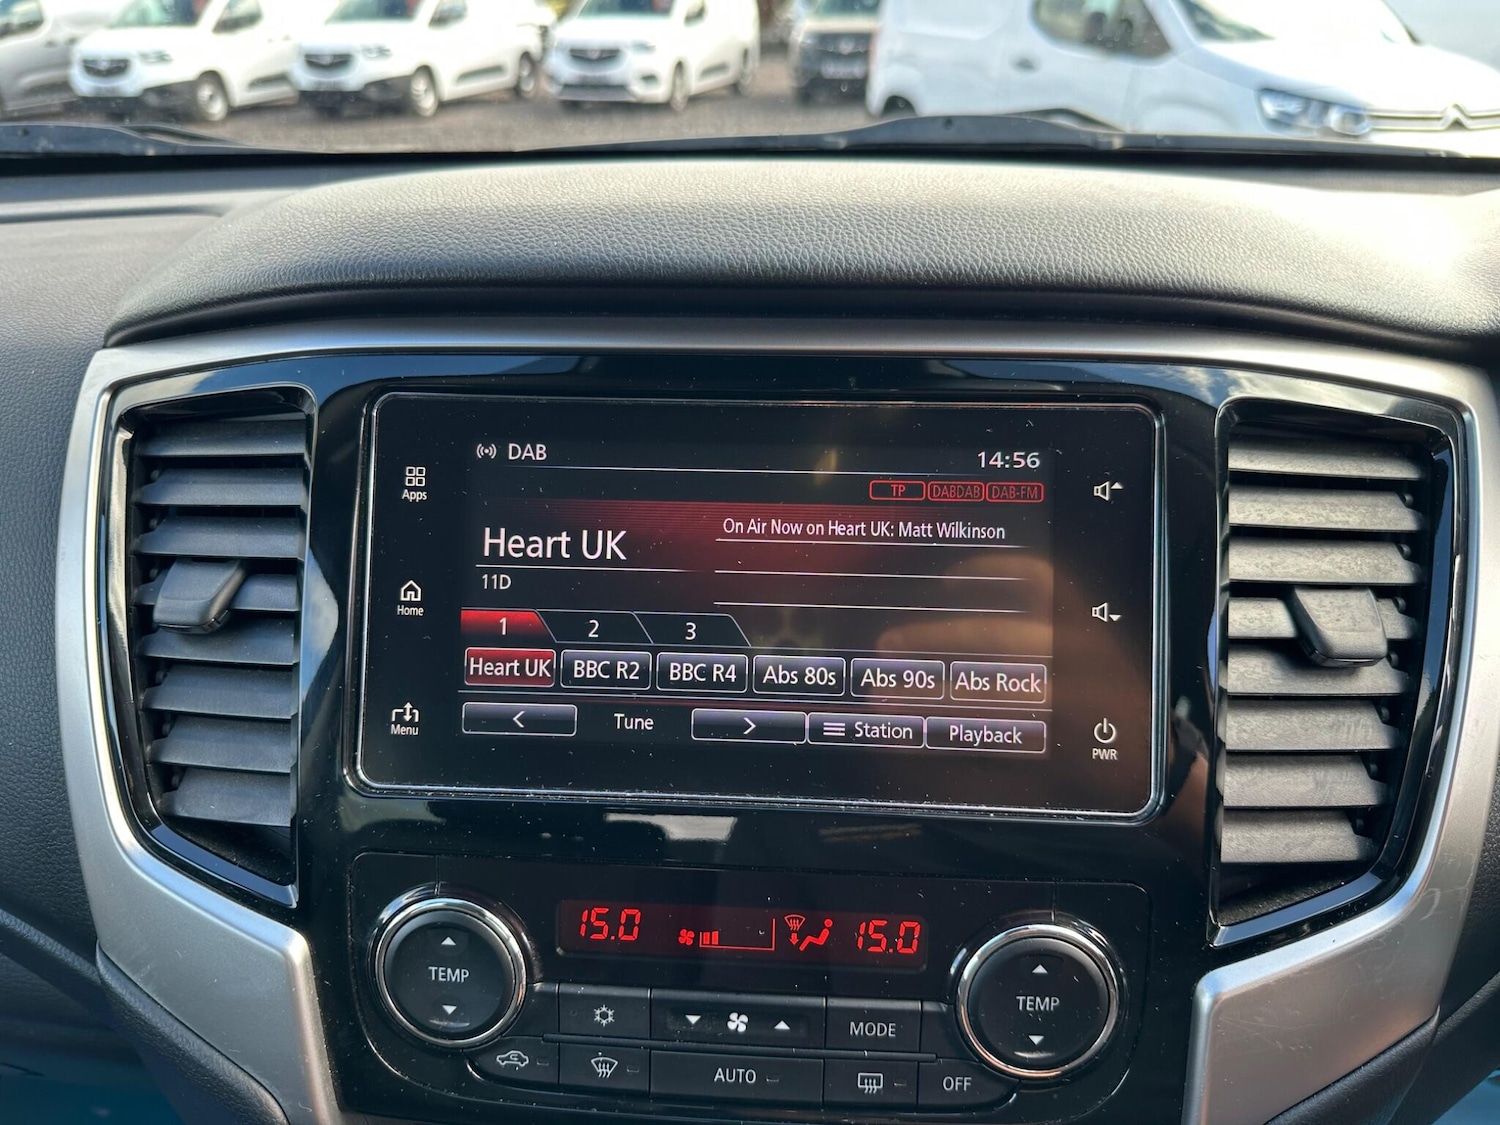 DAB
14:56
Apps
TP DABDAB DAB-FM
Heart UK
On Air Now on Heart UK: Matt Wilkinson
11D
Home
1 2 3
Heart UK BBC R2 BBC R4 Abs 80s Abs 90s Abs Rock
Menu
< Tune > Station Playback
PWR
15.0 15.0
TEMP
TEMP
MODE
AUTO
OFF